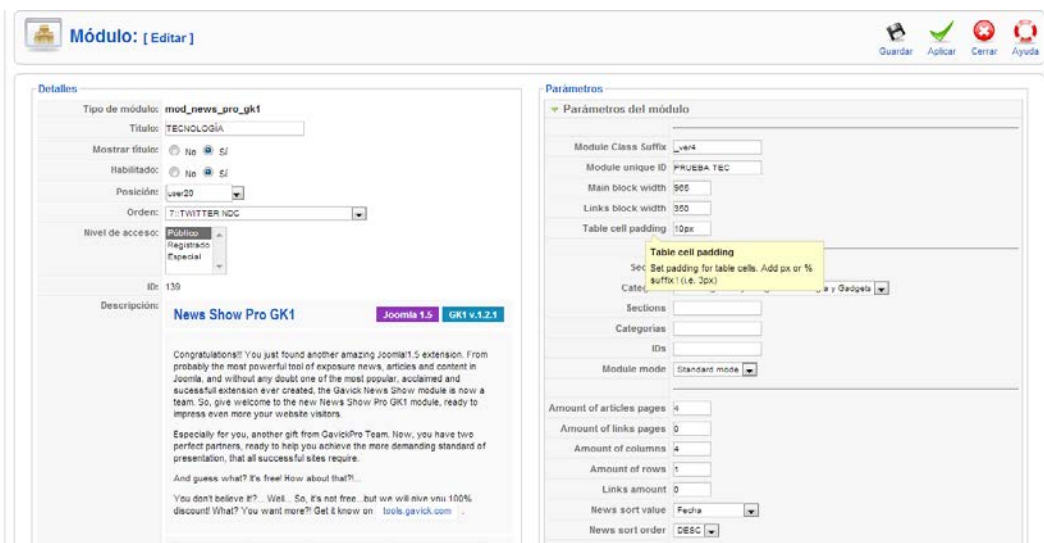 Módulo: [ Editar ]
Guardar Aplicar Cerrar Ayuda
Detalles
Tipo de módulo: mod_news_pro_gk1
Título: TECNOLOGÍA
Mostrar título: No Sí
Habilitado: No Sí
Posición: user20
Orden: 7::TWITTER NDC
Nivel de acceso: Público
Registrado
Especial
ID: 139
Descripción:
News Show Pro GK1 Joomla 1.5 GK1 v.1.2.1
Congratulations!! You just found another amazing Joomla!1.5 extension. From
probably the most powerful tool of exposure news, articles and content in
Joomla, and without any doubt one of the most popular, acclaimed and
sucessfull extension ever created, the Gavick News Show module is now a
team. So, give welcome to the new News Show Pro GK1 module, ready to
impress even more your website visitors.
Especially for you, another gift from GavickPro Team. Now, you have two
perfect partners, ready to help you achieve the more demanding standard of
presentation, that all successful sites require.
And guess what? It's free! How about that?!...
You don't believe it?... Well... So, it's not free...but we will give you 100%
discount! What? You want more?! Get it know on tools.gavick.com .
Parámetros
Parámetros del módulo
Module Class Suffix _ver4
Module unique ID PRUEBA TEC
Main block width 965
Links block width 350
Table cell padding 10px
Table cell padding
Set padding for table cells. Add px or %
suffix ! (i.e. 3px)
Sec
Categ a y Gadgets
Sections
Categorias
IDs
Module mode Standard mode
Amount of articles pages 4
Amount of links pages 0
Amount of columns 4
Amount of rows 1
Links amount 0
News sort value Fecha
News sort order DESC